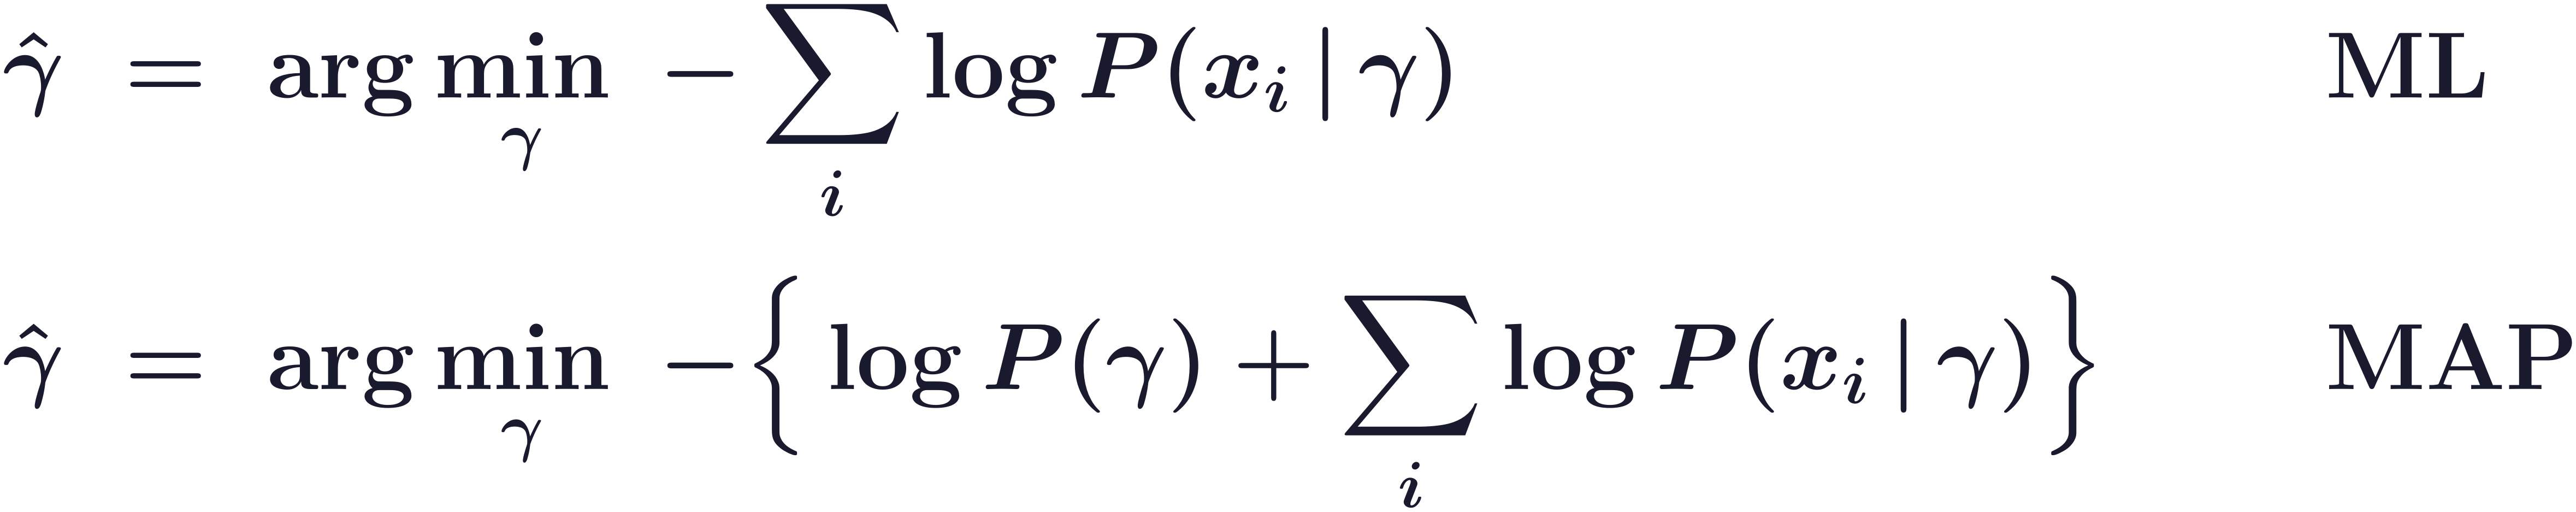 γ̂ = arg min_γ − ∑_i log P(x_i | γ) ML
γ̂ = arg min_γ − { log P(γ) + ∑_i log P(x_i | γ) } MAP